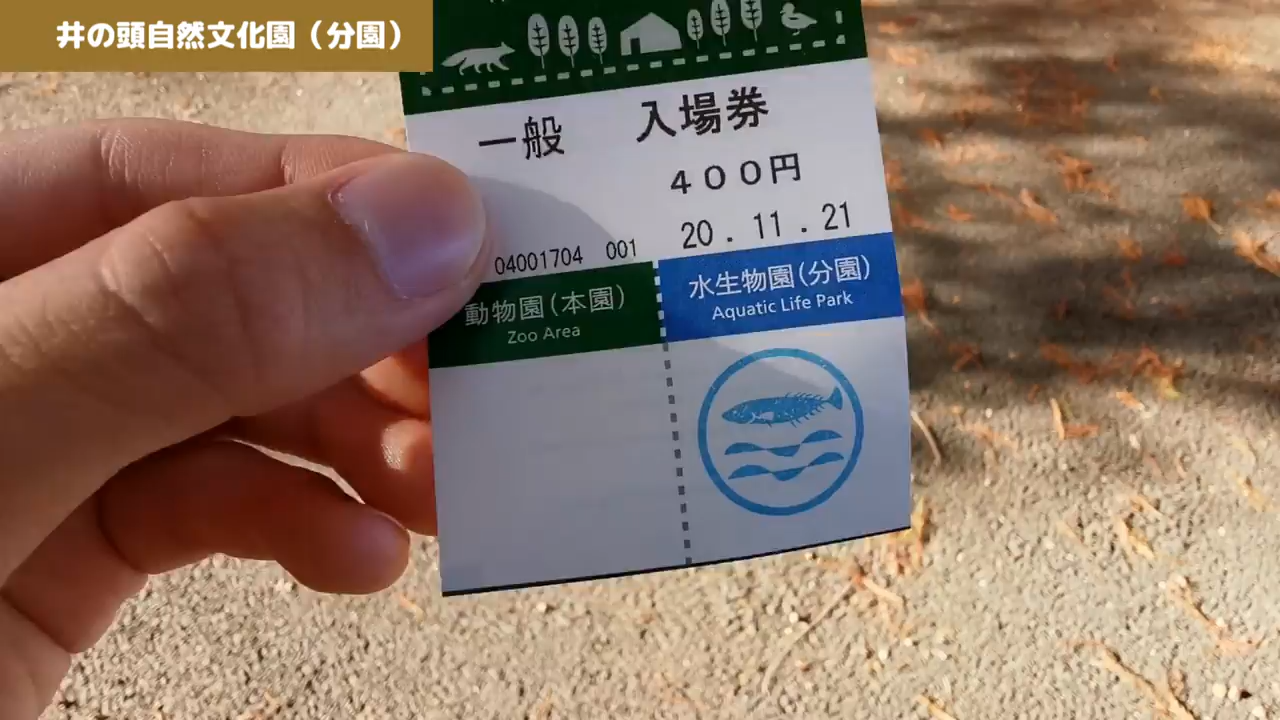 井の頭自然文化園（分園）
一般 入場券
４００円
20．11．21
04001704 001
動物園（本園）
Zoo Area
水生物園（分園）
Aquatic Life Park